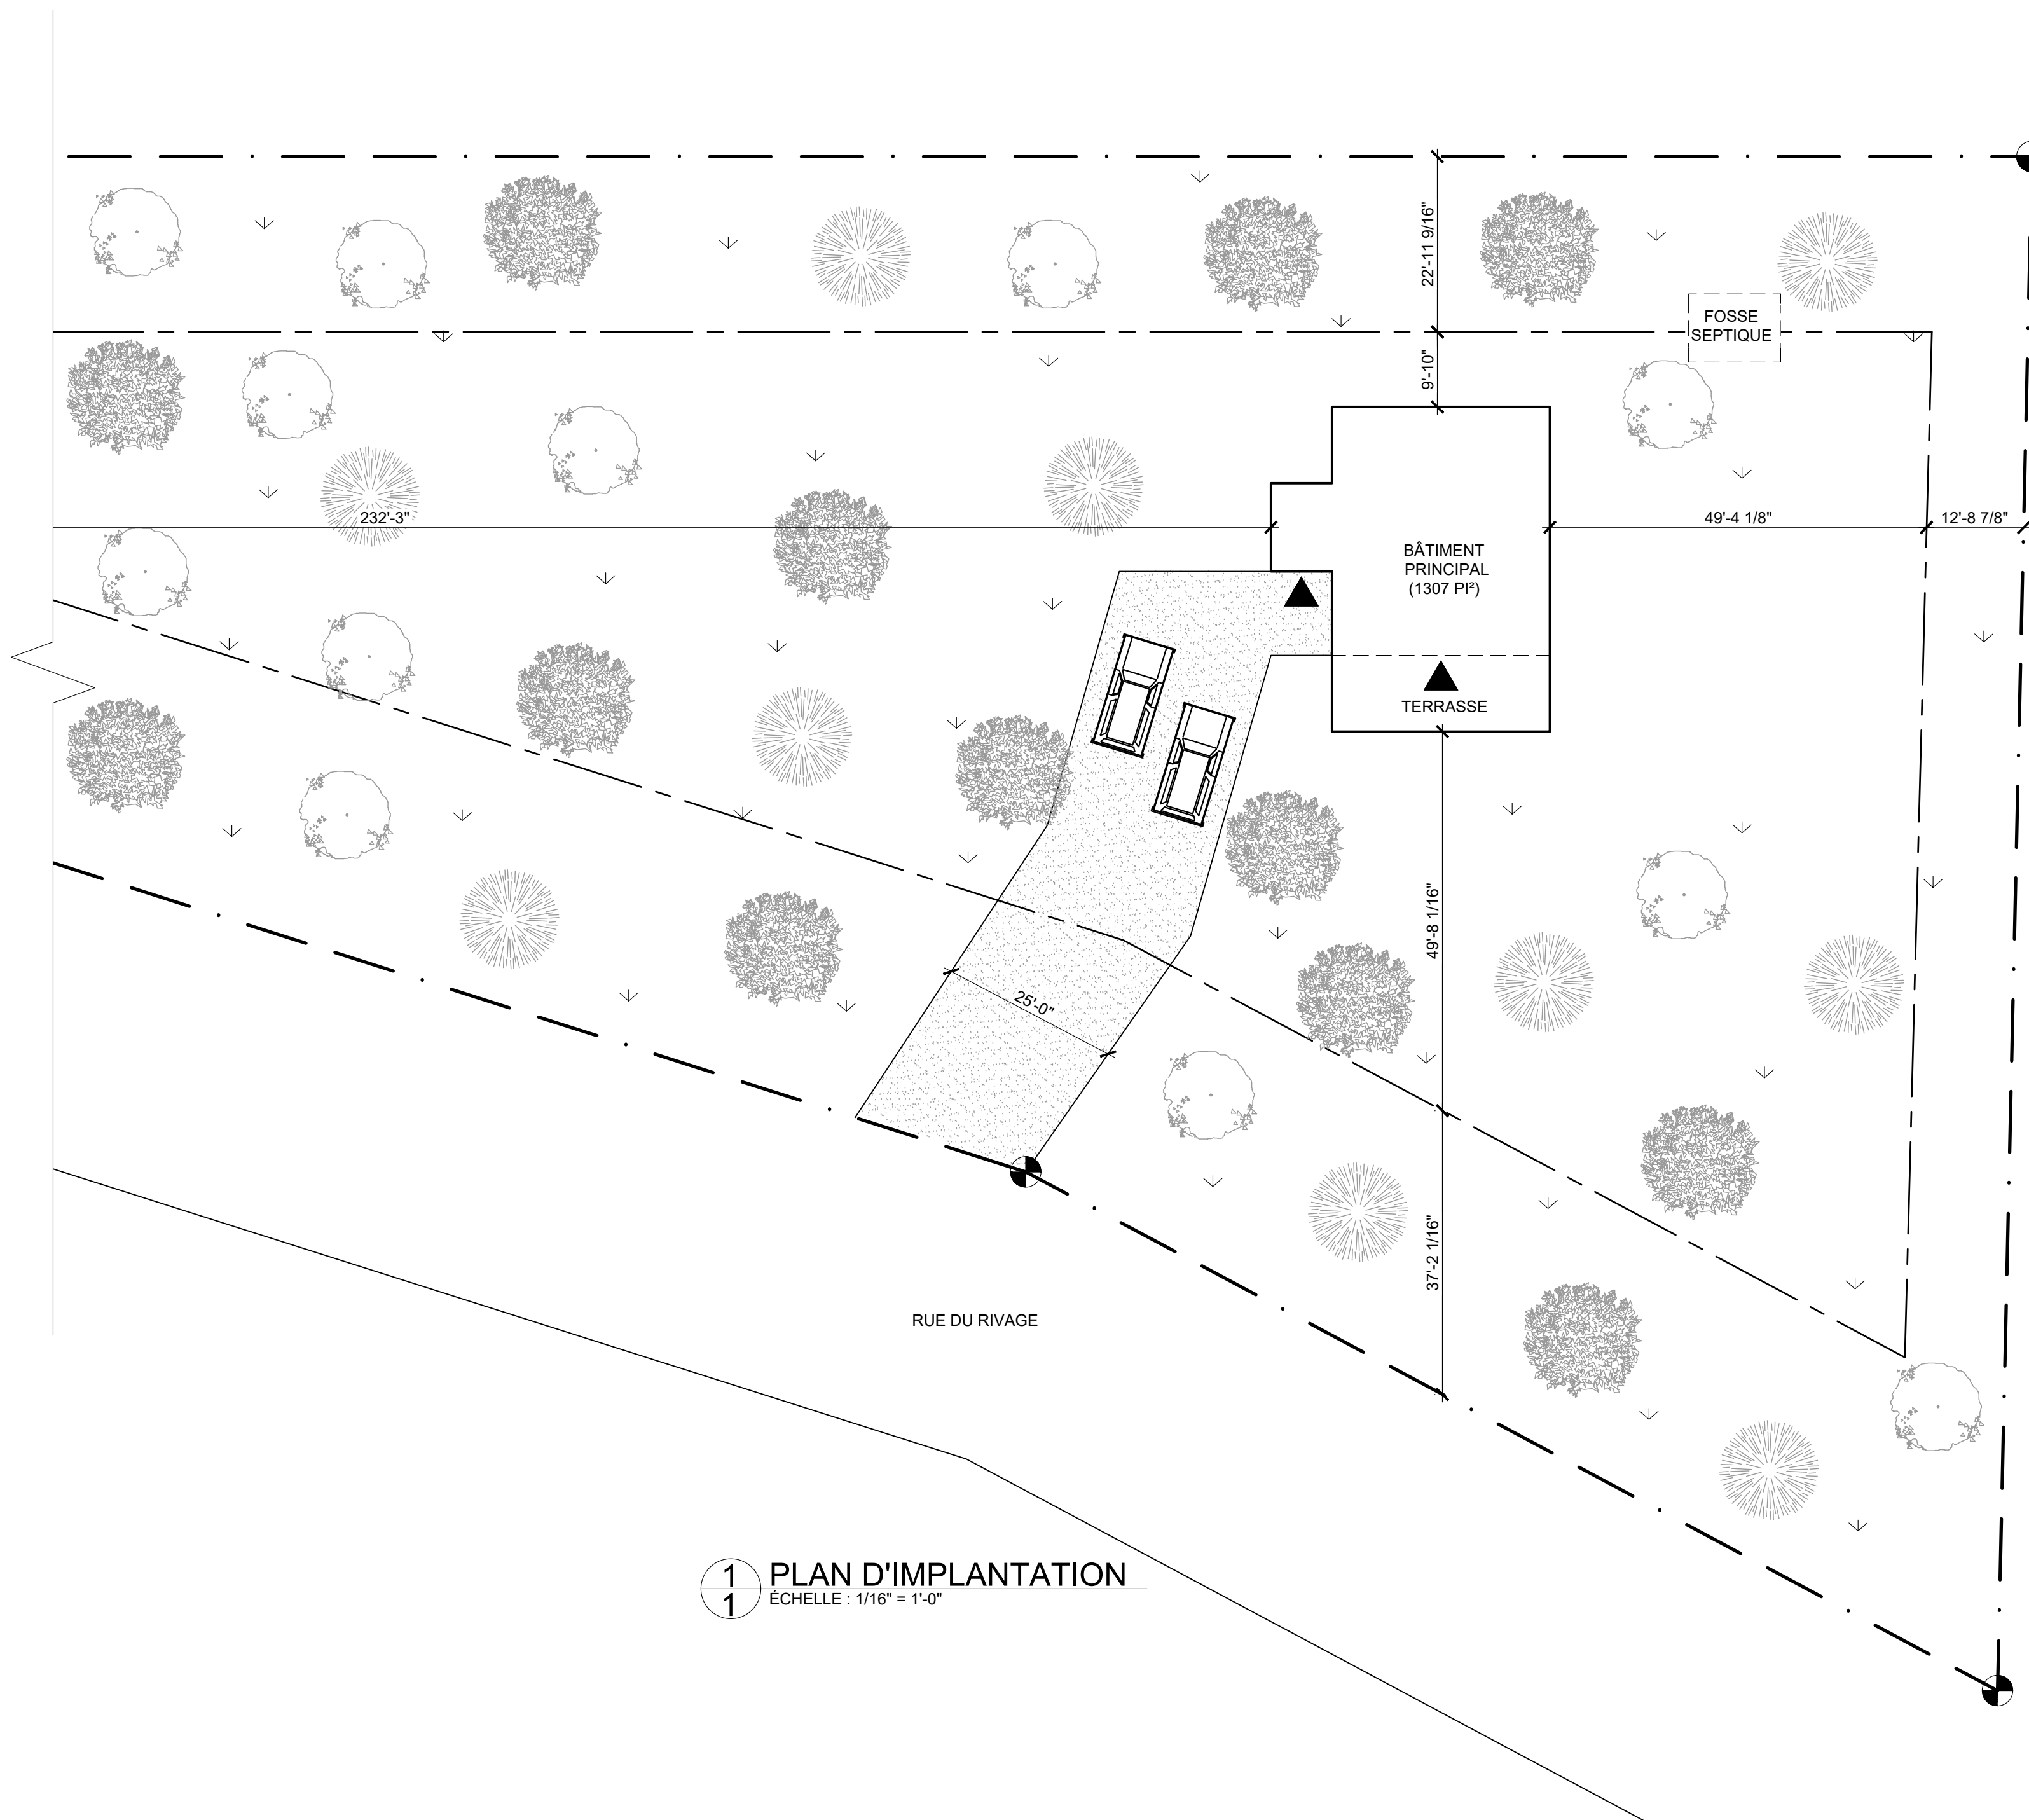 22'-11 9/16"
FOSSE
SEPTIQUE
9'-10"
232'-3"
49'-4 1/8"
12'-8 7/8"
BÂTIMENT
PRINCIPAL
(1307 PI²)
TERRASSE
49'-8 1/16"
25'-0"
37'-2 1/16"
RUE DU RIVAGE
1
PLAN D'IMPLANTATION
1
ÉCHELLE : 1/16" = 1'-0"